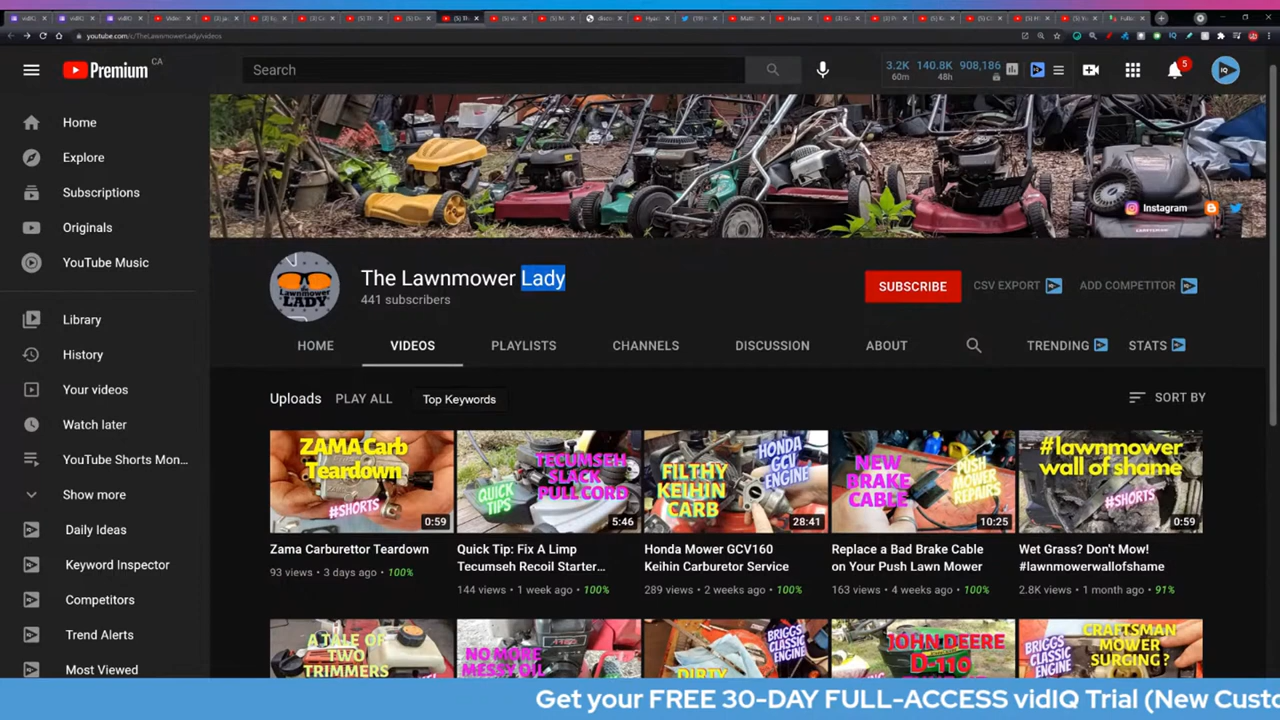 youtube.com/c/TheLawnmowerLady/videos
Premium CA
Search
3.2K 140.8K 908,186
60m 48h
5
IQ
Home
Explore
Subscriptions
Originals
YouTube Music
Library
History
Your videos
Watch later
YouTube Shorts Mon...
Show more
Daily Ideas
Keyword Inspector
Competitors
Trend Alerts
Most Viewed
Instagram
CRAFTSMAN
The Lawnmower LADY
The Lawnmower Lady
441 subscribers
SUBSCRIBE
CSV EXPORT
ADD COMPETITOR
HOME VIDEOS PLAYLISTS CHANNELS DISCUSSION ABOUT TRENDING STATS
Uploads PLAY ALL Top Keywords SORT BY
ZAMA Carb
Teardown
#SHORTS
0:59
Zama Carburettor Teardown
93 views • 3 days ago • 100%
TECUMSEH
SLACK
PULL CORD
QUICK
TIPS
5:46
Quick Tip: Fix A Limp
Tecumseh Recoil Starter...
144 views • 1 week ago • 100%
HONDA
GCV
ENGINE
FILTHY
KEIHIN
CARB
28:41
Honda Mower GCV160
Keihin Carburetor Service
289 views • 2 weeks ago • 100%
NEW
BRAKE
CABLE
PUSH
MOWER
REPAIRS
10:25
Replace a Bad Brake Cable
on Your Push Lawn Mower
163 views • 4 weeks ago • 100%
#lawnmower
wall of shame
#SHORTS
0:59
Wet Grass? Don't Mow!
#lawnmowerwallofshame
2.8K views • 1 month ago • 91%
A TALE OF
TWO
TRIMMERS
NO MORE
MESSY OIL
BRIGGS
CLASSIC
ENGINE
DIRTY
JOHN DEERE
D-110
CRAFTSMAN
MOWER
SURGING?
BRIGGS
CLASSIC
ENGINE
Get your FREE 30-DAY FULL-ACCESS vidIQ Trial (New Custo